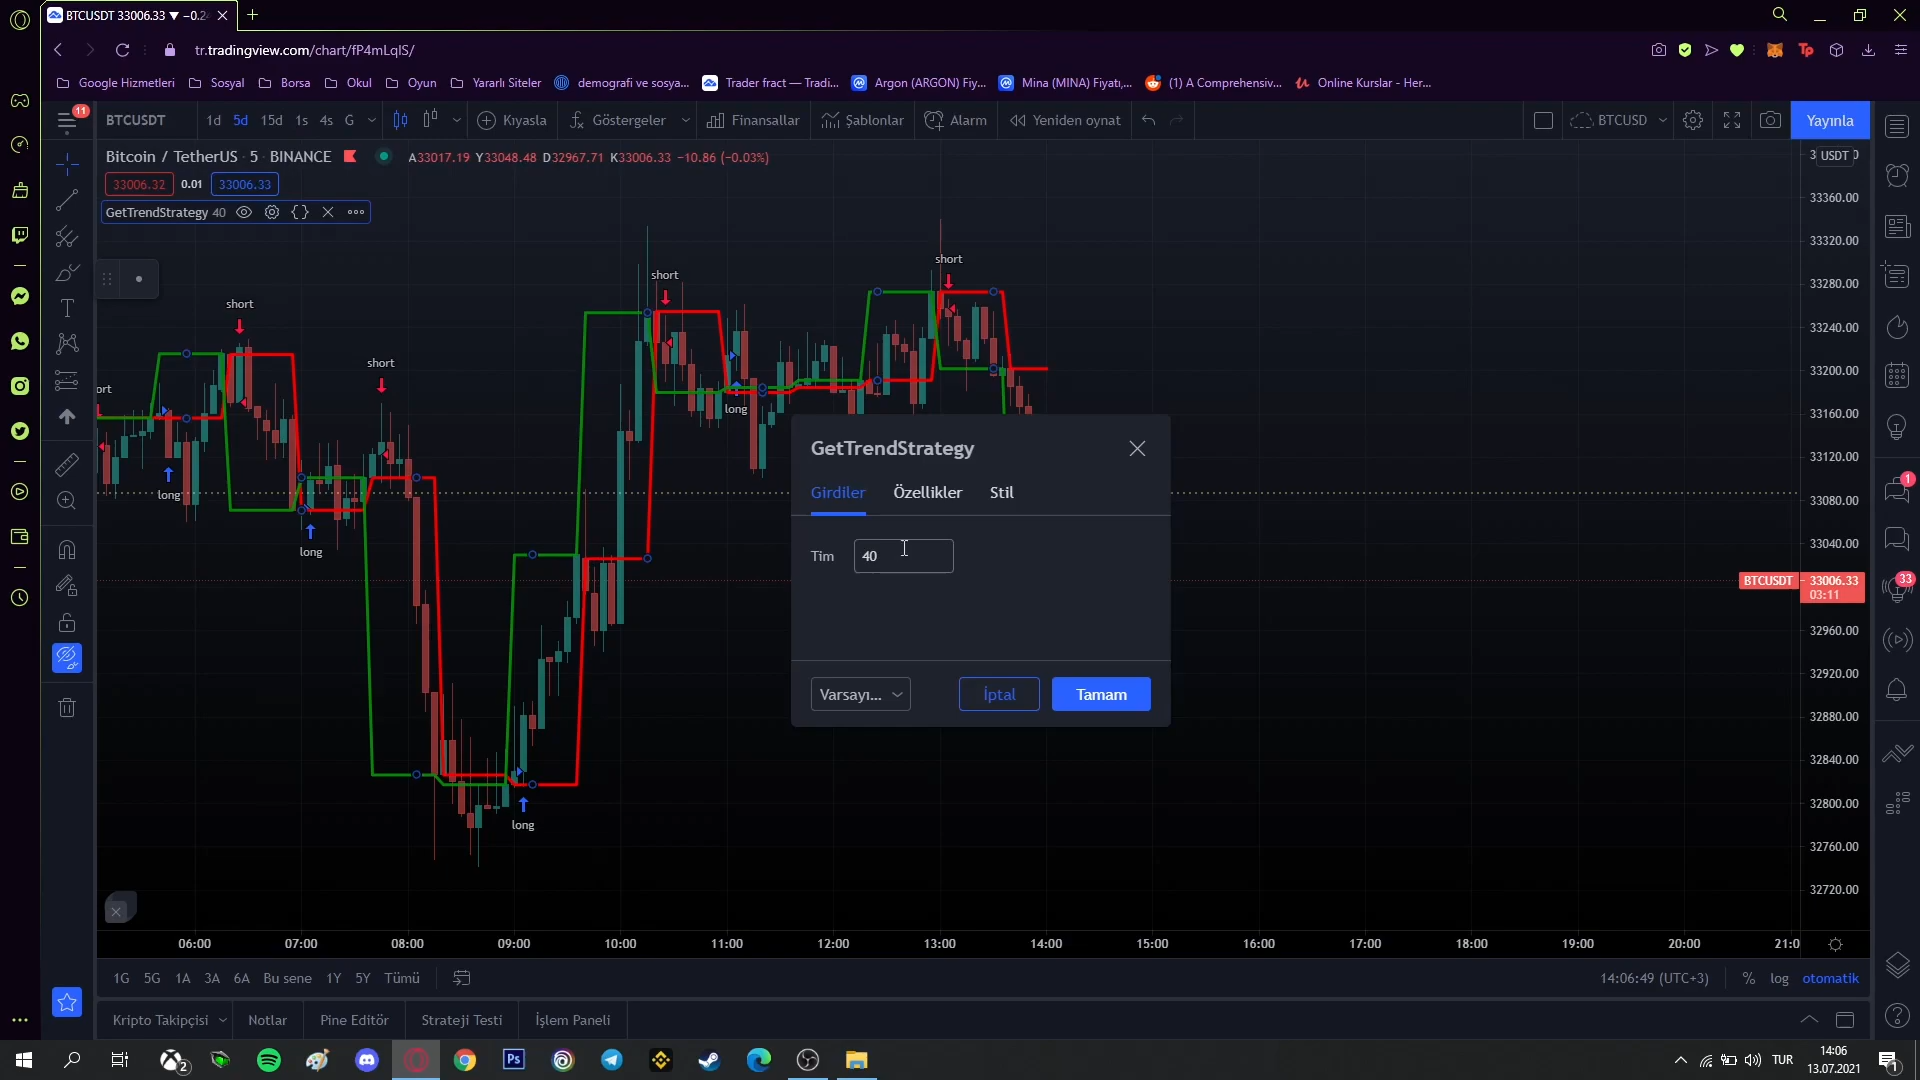 BTCUSDT 33006.33 ▼ −0.2
tr.tradingview.com/chart/fP4mLqlS/
Google Hizmetleri
Sosyal
Borsa
Okul
Oyun
Yararlı Siteler
demografi ve sosya...
Trader fract — Tradi...
Argon (ARGON) Fiy...
Mina (MINA) Fiyatı,...
(1) A Comprehensiv...
Online Kurslar - Her...
11
BTCUSDT
1d 5d 15d 1s 4s G
Kıyasla
Göstergeler
Finansallar
Şablonlar
Alarm
Yeniden oynat
BTCUSD
Yayınla
Bitcoin / TetherUS · 5 · BINANCE
A33017.19 Y33048.48 D32967.71 K33006.33 −10.86 (−0.03%)
USDT
33006.32 0.01 33006.33
GetTrendStrategy 40
33360.00
33320.00
33280.00
33240.00
33200.00
33160.00
33120.00
33080.00
33040.00
BTCUSDT 33006.33
03:11
32960.00
32920.00
32880.00
32840.00
32800.00
32760.00
32720.00
short
short
short
short
ort
long
long
long
long
GetTrendStrategy
Girdiler Özellikler Stil
Tim 40
Varsayı... İptal Tamam
1
33
06:00 07:00 08:00 09:00 10:00 11:00 12:00 13:00 14:00 15:00 16:00 17:00 18:00 19:00 20:00 21:0
1G 5G 1A 3A 6A Bu sene 1Y 5Y Tümü
14:06:49 (UTC+3) % log otomatik
Kripto Takipçisi
Notlar
Pine Editör
Strateji Testi
İşlem Paneli
2
Ps
TUR
14:06
13.07.2021
1